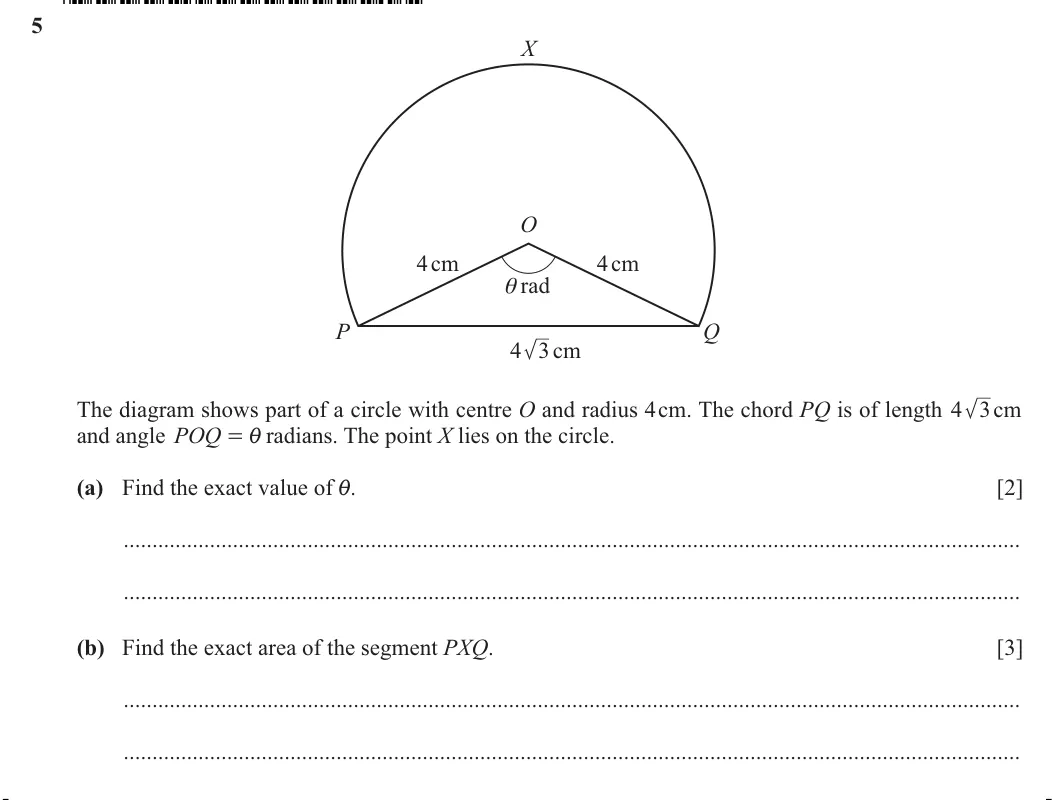 5
X
O
4 cm
4 cm
θ rad
P
Q
4√3 cm
The diagram shows part of a circle with centre O and radius 4 cm. The chord PQ is of length 4√3 cm
and angle POQ = θ radians. The point X lies on the circle.
(a) Find the exact value of θ. [2]
(b) Find the exact area of the segment PXQ. [3]